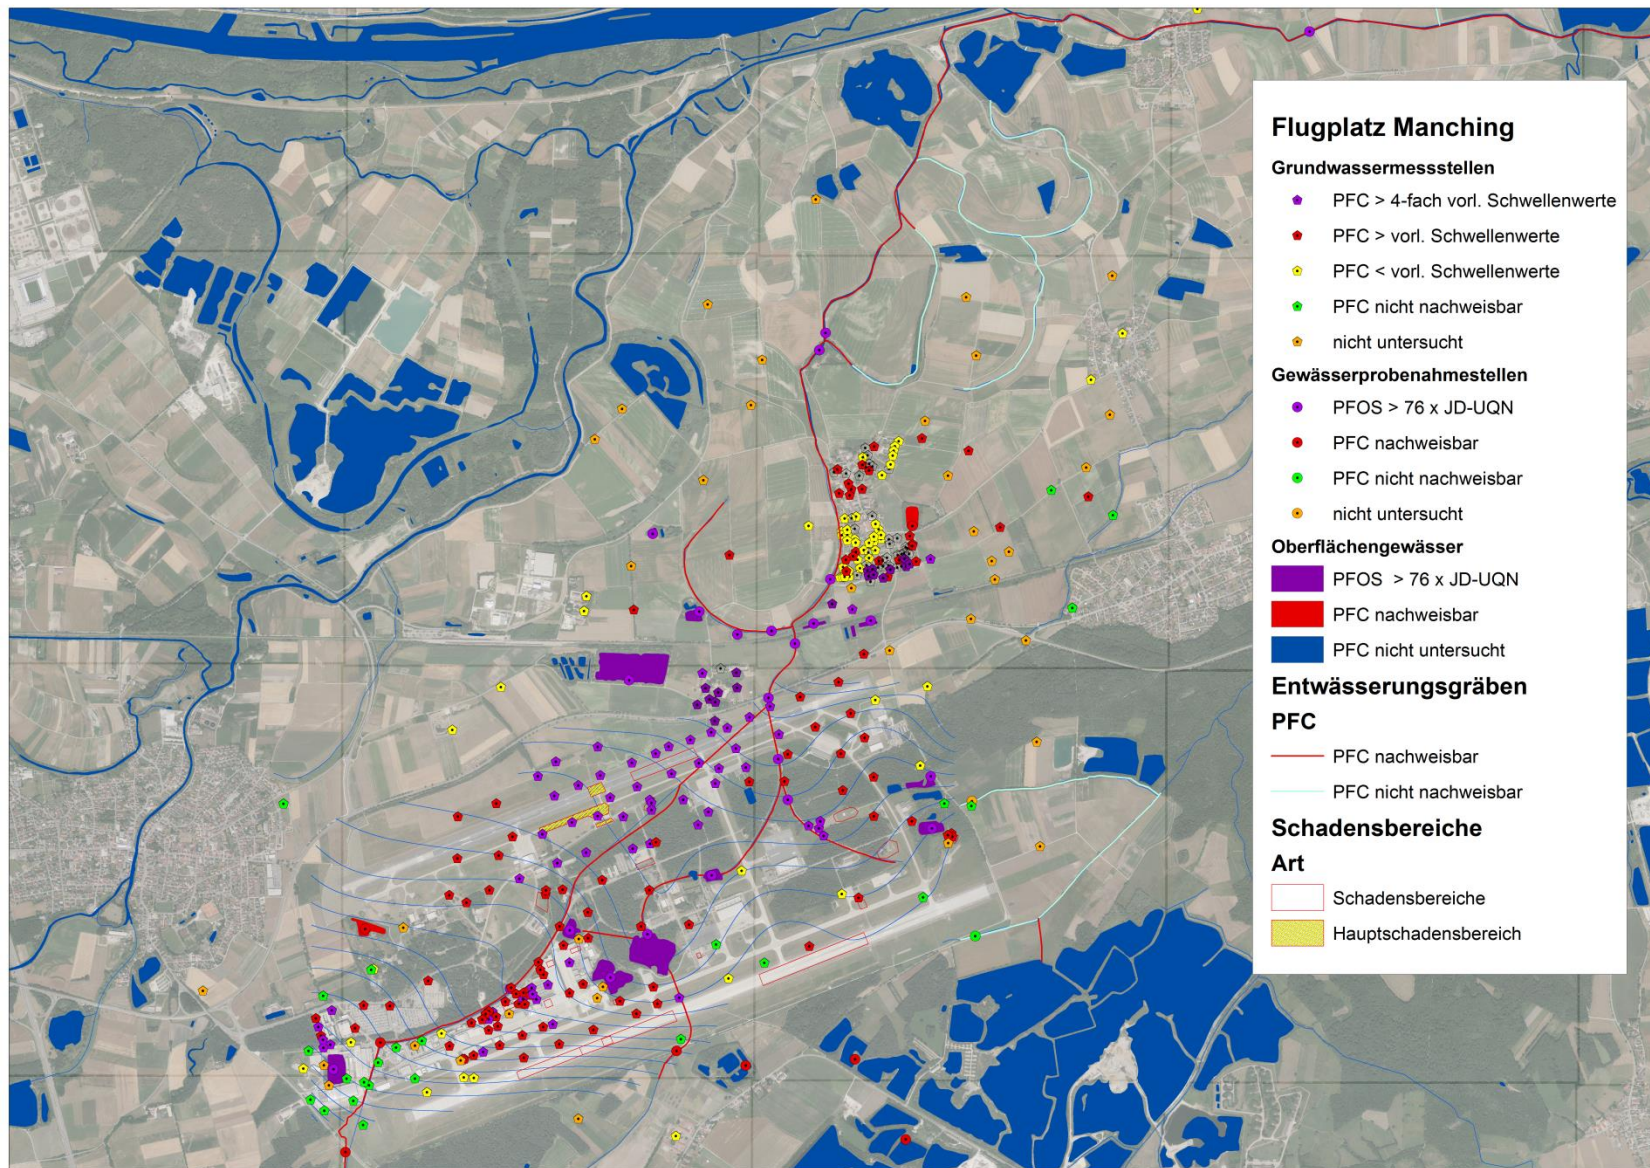 Flugplatz Manching
Grundwassermessstellen
PFC > 4-fach vorl. Schwellenwerte
PFC > vorl. Schwellenwerte
PFC < vorl. Schwellenwerte
PFC nicht nachweisbar
nicht untersucht
Gewässerprobenahmestellen
PFOS > 76 x JD-UQN
PFC nachweisbar
PFC nicht nachweisbar
nicht untersucht
Oberflächengewässer
PFOS > 76 x JD-UQN
PFC nachweisbar
PFC nicht untersucht
Entwässerungsgräben
PFC
PFC nachweisbar
PFC nicht nachweisbar
Schadensbereiche
Art
Schadensbereiche
Hauptschadensbereich